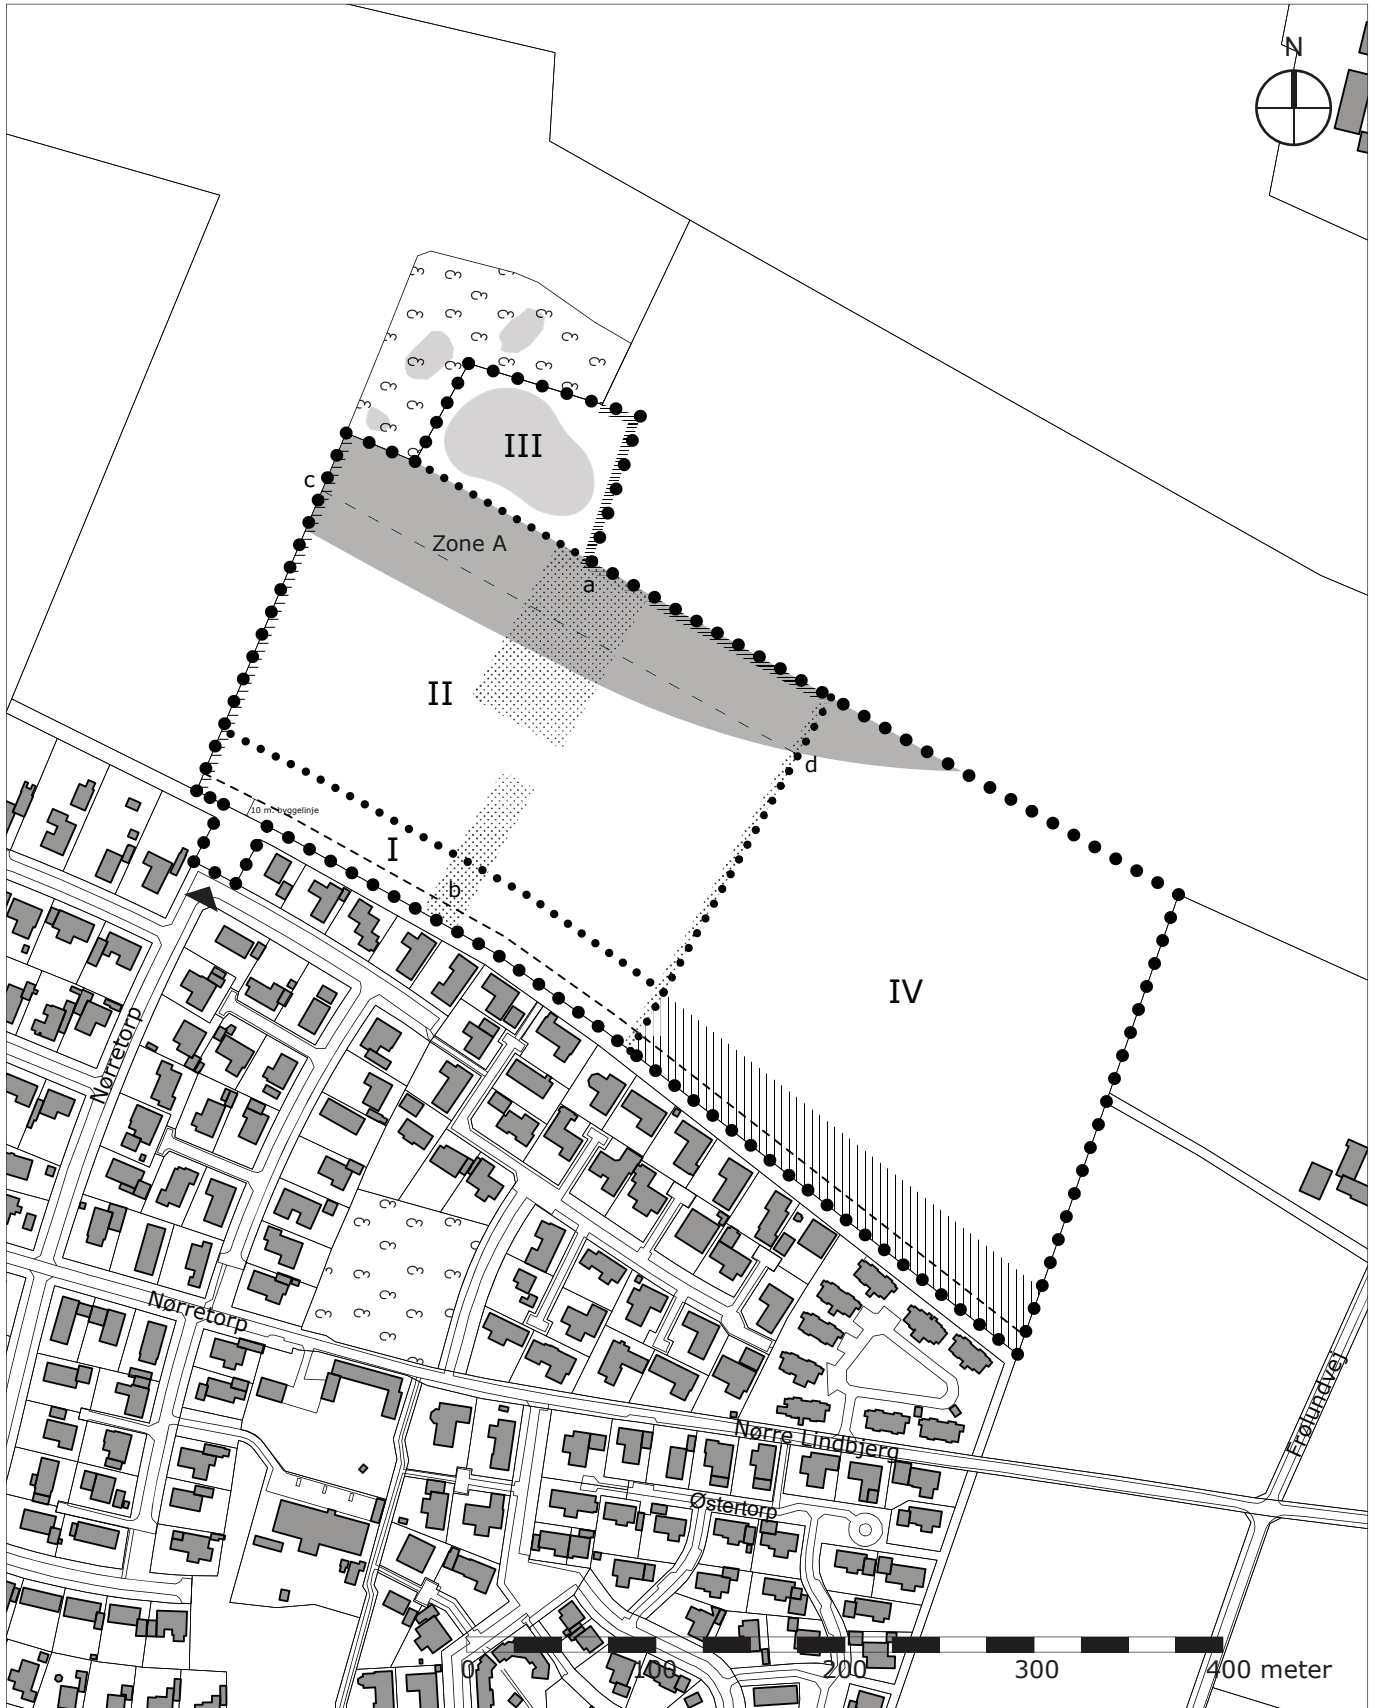 N
III
c
Zone A
a
II
d
10 m. byggelinje
I
b
IV
Nørretorp
Nørretorp
Frølundvej
Nørre Lindbjerg
Østertorp
0 100 200 300 400 meter